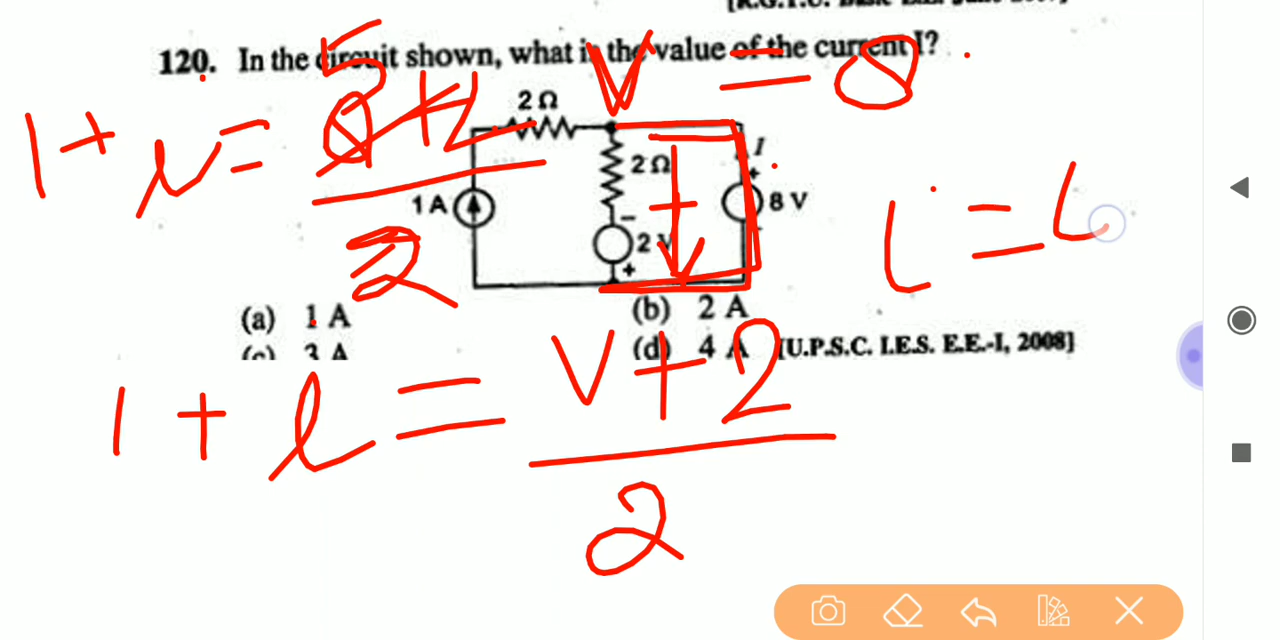 120. In the circuit shown, what is the value of the current I?
V = 8
1 + i = 8+2
2
2 Ω
2 Ω
I
+
1 A
8 V
−
2 V
−
+
i = 4
(a) 1 A
(b) 2 A
(c) 3 A
(d) 4 A [U.P.S.C. I.E.S. E.E.-I, 2008]
1 + i = V+2
2